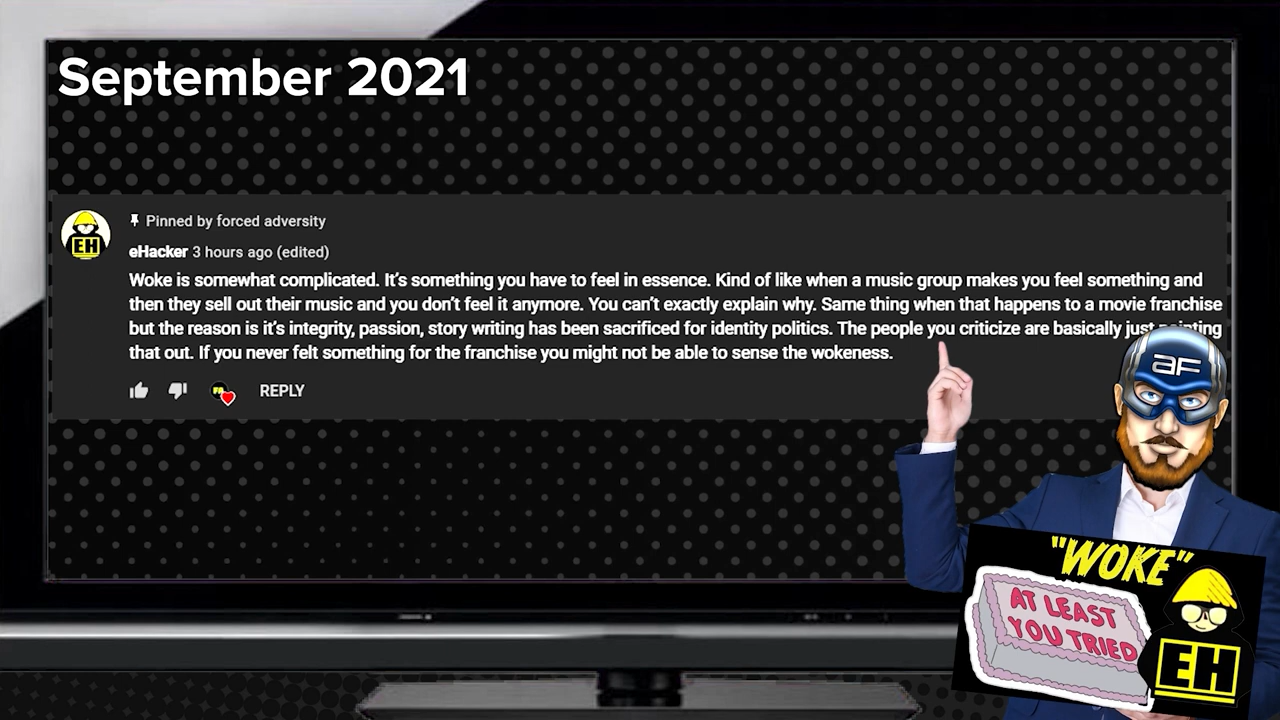 September 2021
Pinned by forced adversity
eHacker 3 hours ago (edited)
Woke is somewhat complicated. It's something you have to feel in essence. Kind of like when a music group makes you feel something and
then they sell out their music and you don't feel it anymore. You can't exactly explain why. Same thing when that happens to a movie franchise
but the reason is it's integrity, passion, story writing has been sacrificed for identity politics. The people you criticize are basically just pointing
that out. If you never felt something for the franchise you might not be able to sense the wokeness.
REPLY
EH
FA
AF
"WOKE"
AT LEAST
YOU TRIED
EH